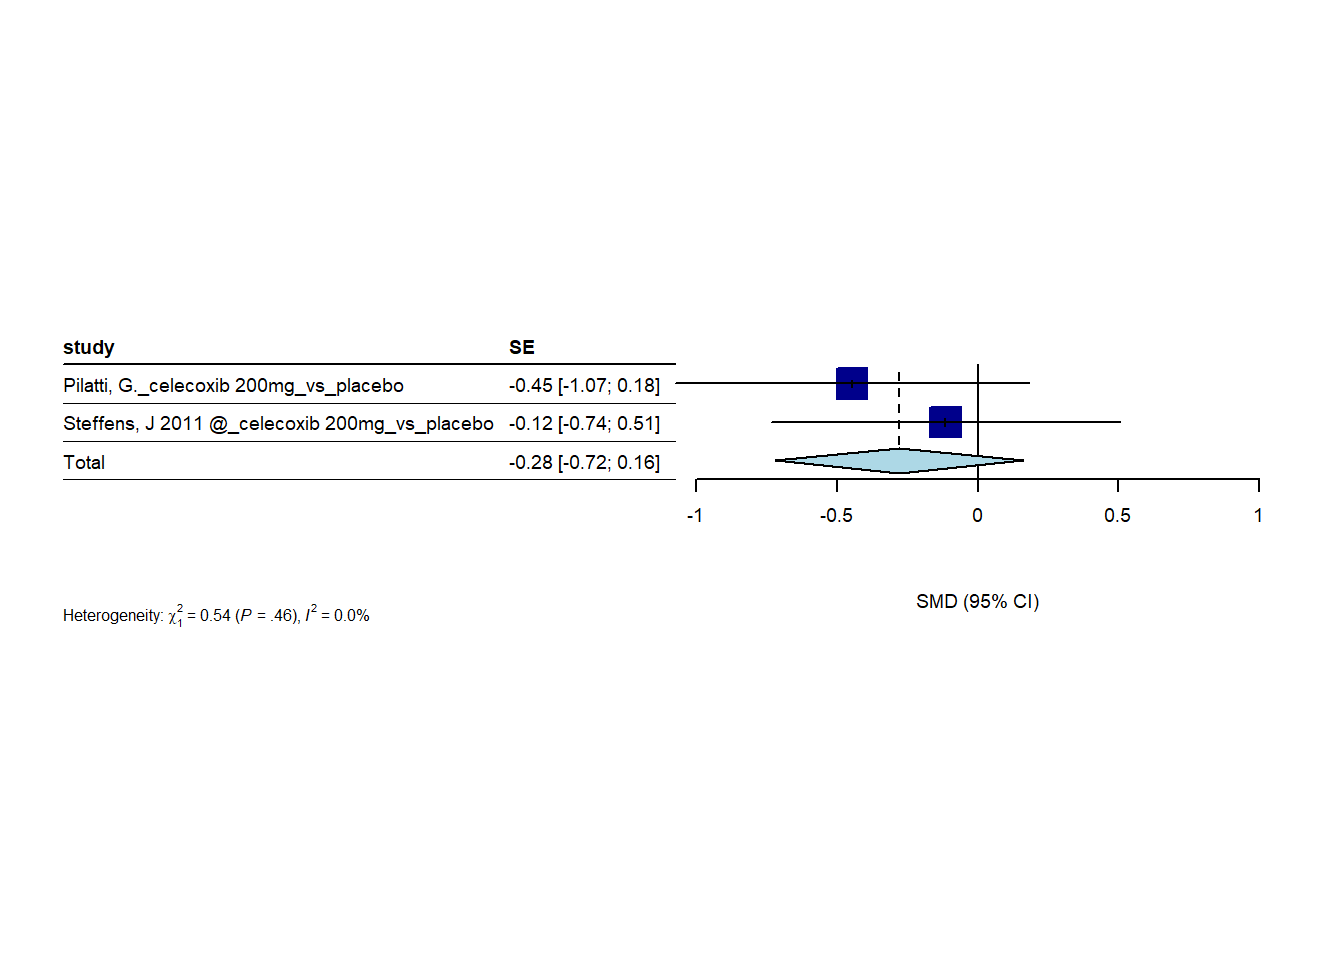 study SE
Pilatti, G._celecoxib 200mg_vs_placebo -0.45 [-1.07; 0.18]
Steffens, J 2011 @_celecoxib 200mg_vs_placebo -0.12 [-0.74; 0.51]
Total -0.28 [-0.72; 0.16]
-1 -0.5 0 0.5 1
SMD (95% CI)
Heterogeneity: χ²₁ = 0.54 (P = .46), I² = 0.0%